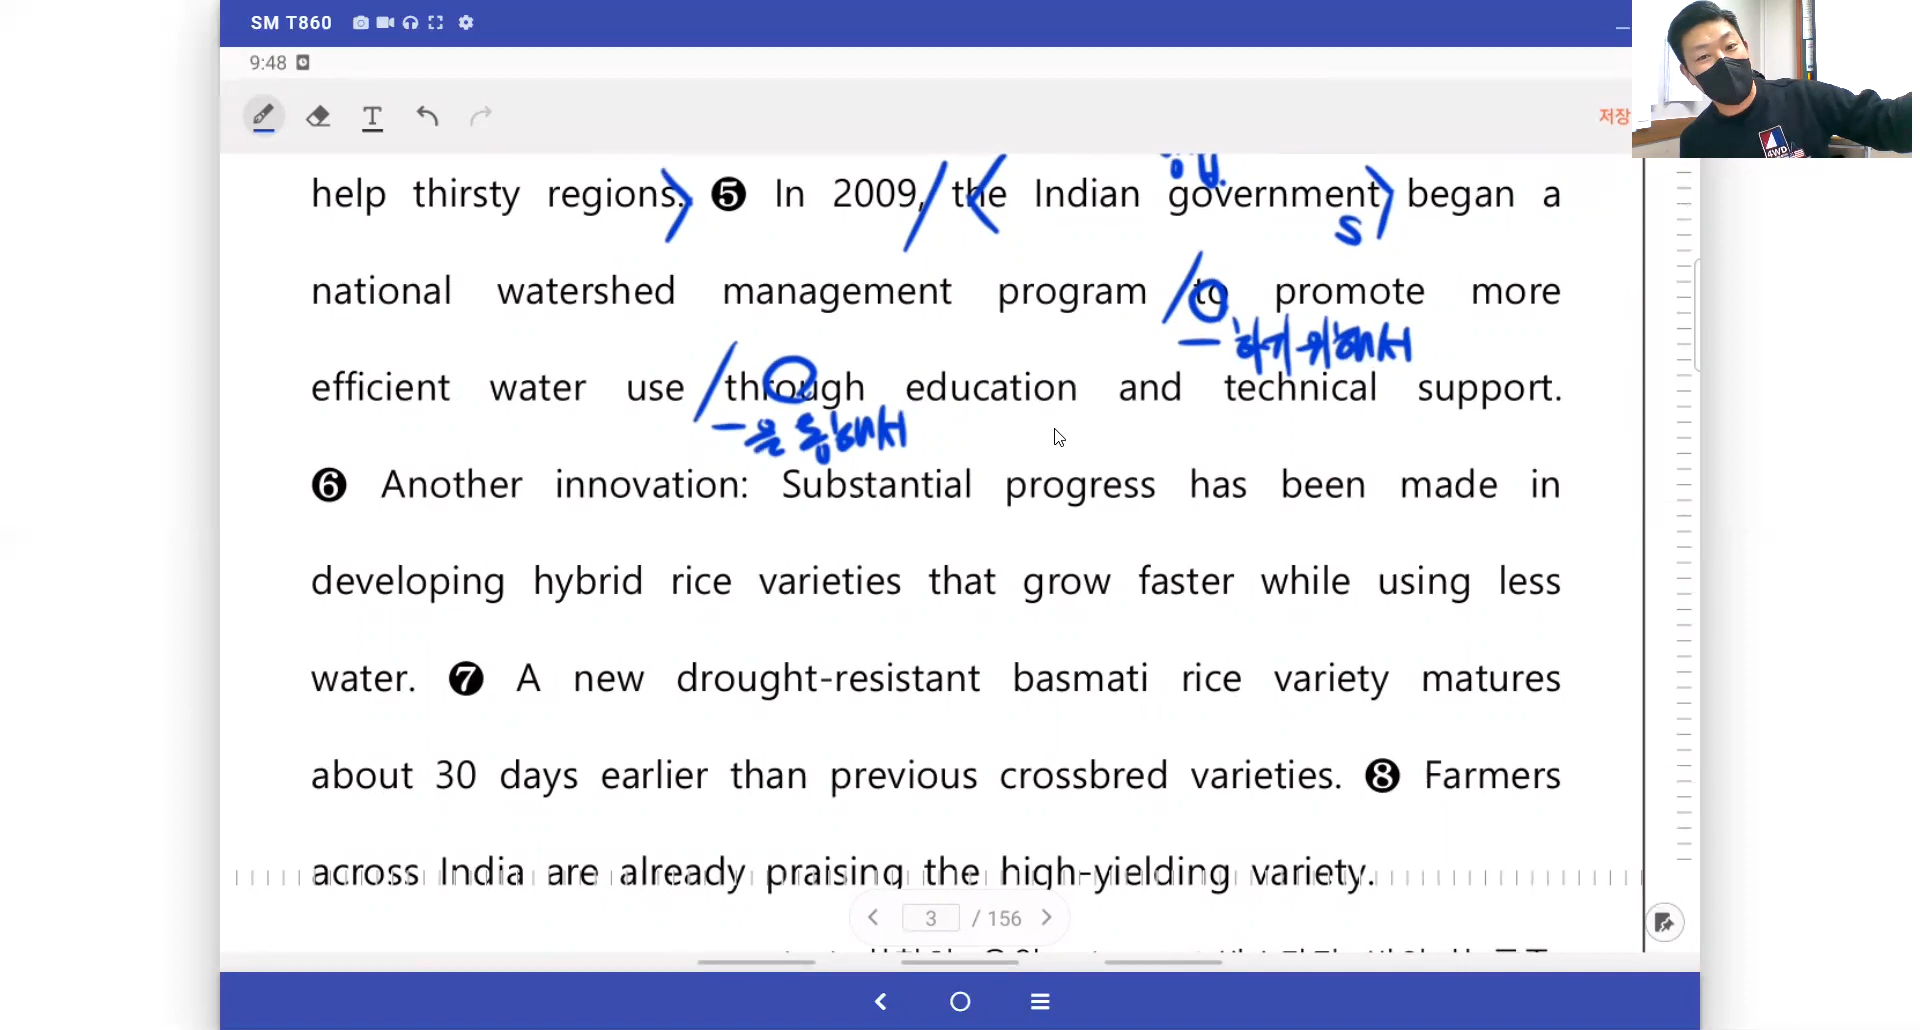 SM T860
9:48
저장
4WD
help thirsty regions. ❺ In 2009, the Indian government began a
S
national watershed management program to promote more
하기 위해서
efficient water use through education and technical support.
을 통해서
❻ Another innovation: Substantial progress has been made in
developing hybrid rice varieties that grow faster while using less
water. ❼ A new drought-resistant basmati rice variety matures
about 30 days earlier than previous crossbred varieties. ❽ Farmers
across India are already praising the high-yielding variety.
3 / 156